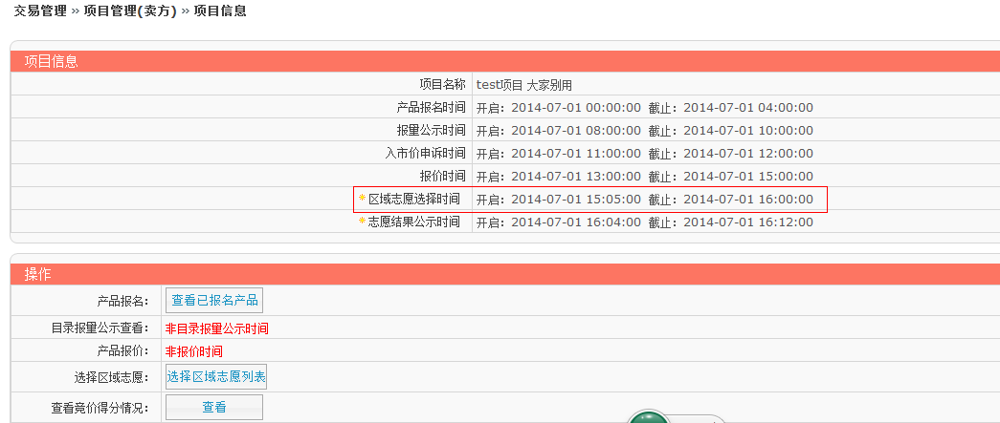 交易管理 » 项目管理(卖方) » 项目信息
项目信息
项目名称 test项目 大家别用
产品报名时间 开启：2014-07-01 00:00:00 截止：2014-07-01 04:00:00
报量公示时间 开启：2014-07-01 08:00:00 截止：2014-07-01 10:00:00
入市价申诉时间 开启：2014-07-01 11:00:00 截止：2014-07-01 12:00:00
报价时间 开启：2014-07-01 13:00:00 截止：2014-07-01 15:00:00
区域志愿选择时间 开启：2014-07-01 15:05:00 截止：2014-07-01 16:00:00
志愿结果公示时间 开启：2014-07-01 16:04:00 截止：2014-07-01 16:12:00
操作
产品报名： 查看已报名产品
目录报量公示查看： 非目录报量公示时间
产品报价： 非报价时间
选择区域志愿： 选择区域志愿列表
查看竞价得分情况： 查看